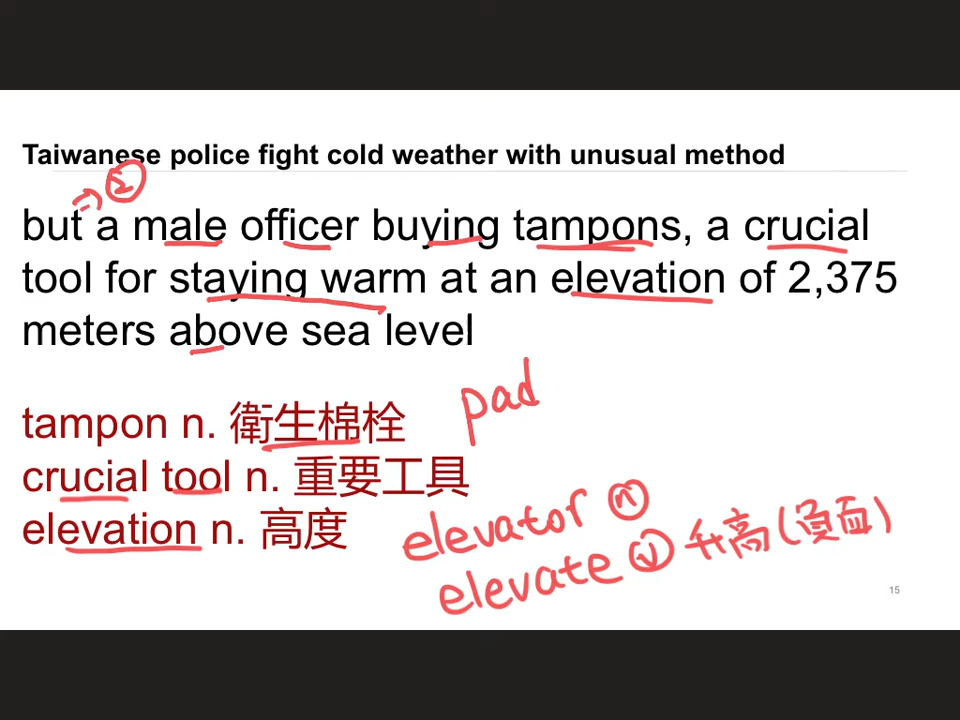 Taiwanese police fight cold weather with unusual method
but a male officer buying tampons, a crucial
tool for staying warm at an elevation of 2,375
meters above sea level
pad
tampon n. 衛生棉栓
crucial tool n. 重要工具
elevation n. 高度
elevator ⓝ
elevate ⓥ 升高(負面)
15